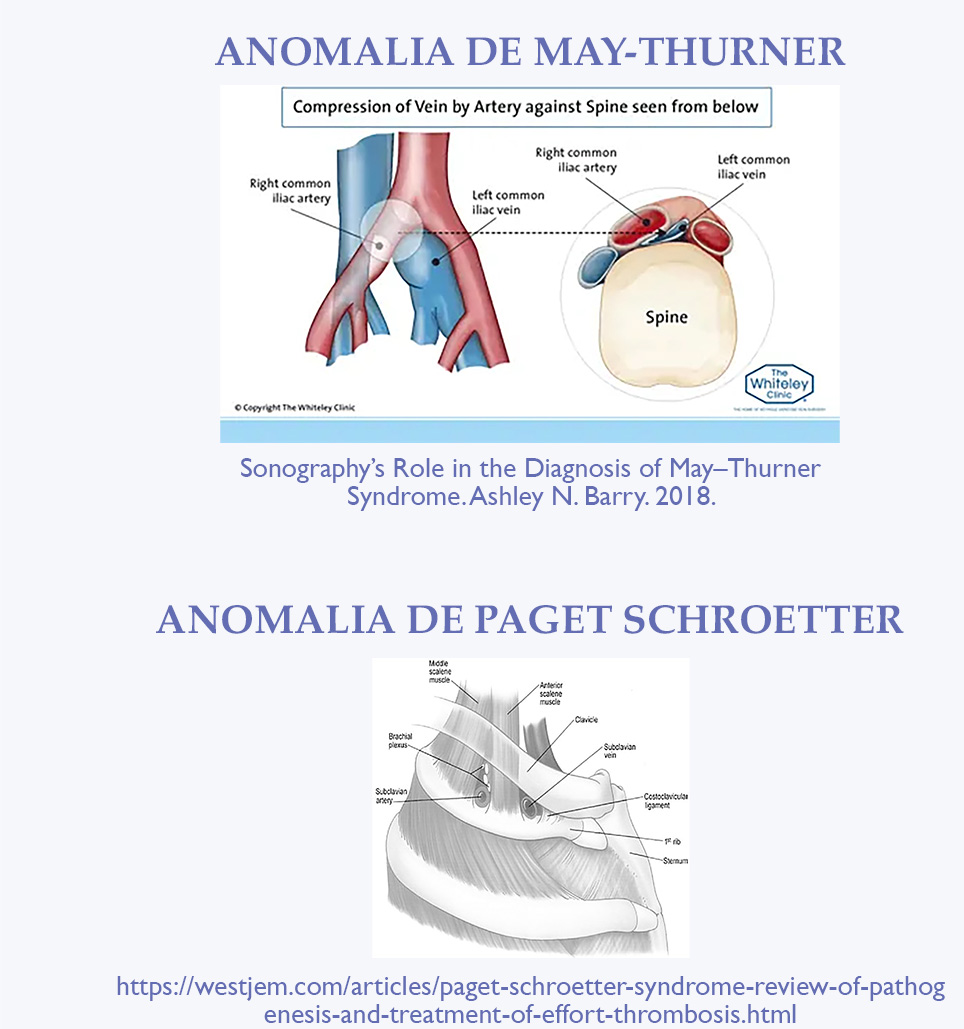 ANOMALIA DE MAY-THURNER
Compression of Vein by Artery against Spine seen from below
Right common
iliac artery
Left common
iliac vein
Right common
iliac artery
Left common
iliac vein
Spine
The
Whiteley
Clinic
© Copyright The Whiteley Clinic
Sonography’s Role in the Diagnosis of May–Thurner
Syndrome. Ashley N. Barry. 2018.
ANOMALIA DE PAGET SCHROETTER
Middle
scalene
muscle
Anterior
scalene
muscle
Clavicle
Brachial
plexus
Subclavian
vein
Subclavian
artery
Costoclavicular
ligament
1st rib
Sternum
https://westjem.com/articles/paget-schroetter-syndrome-review-of-pathog
enesis-and-treatment-of-effort-thrombosis.html